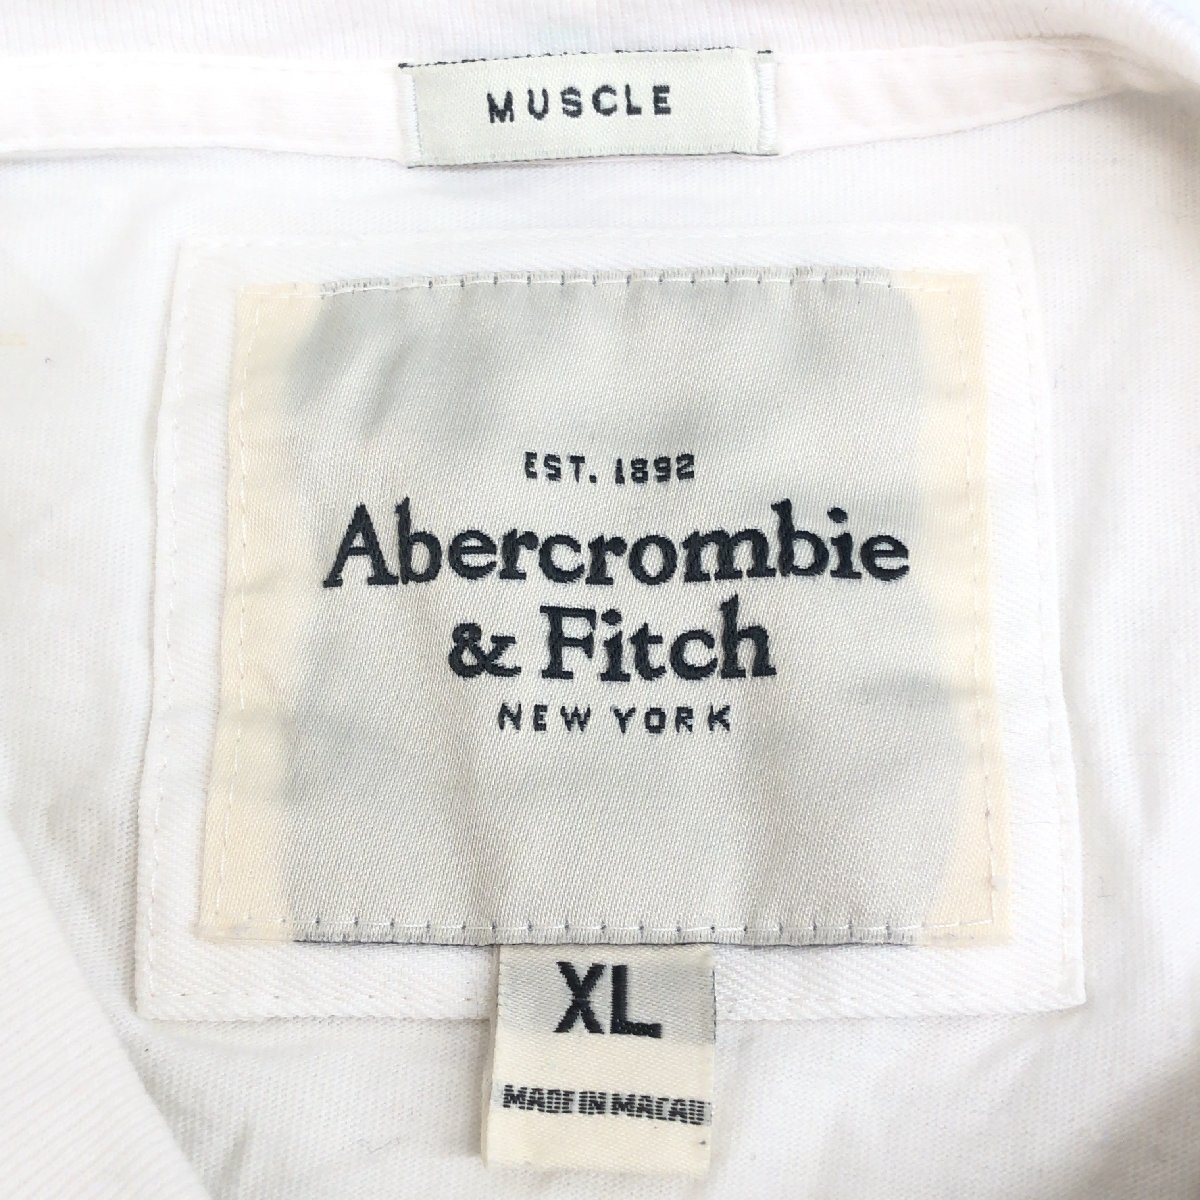 MUSCLE
EST. 1892
Abercrombie
& Fitch
NEW YORK
XL
MADE IN MACAU